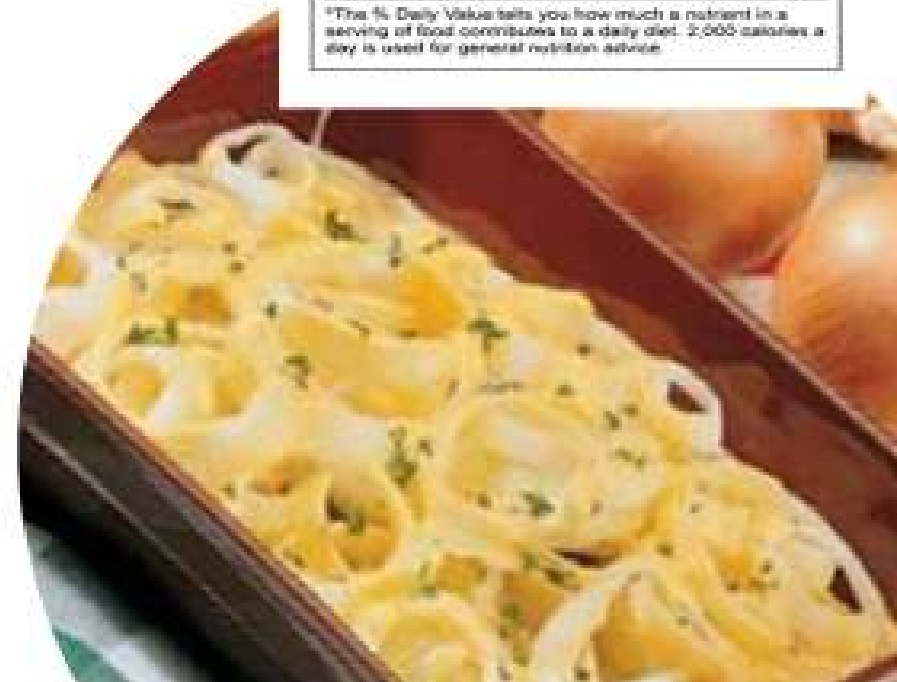 *The % Daily Value tells you how much a nutrient in a
serving of food contributes to a daily diet. 2,000 calories a
day is used for general nutrition advice.